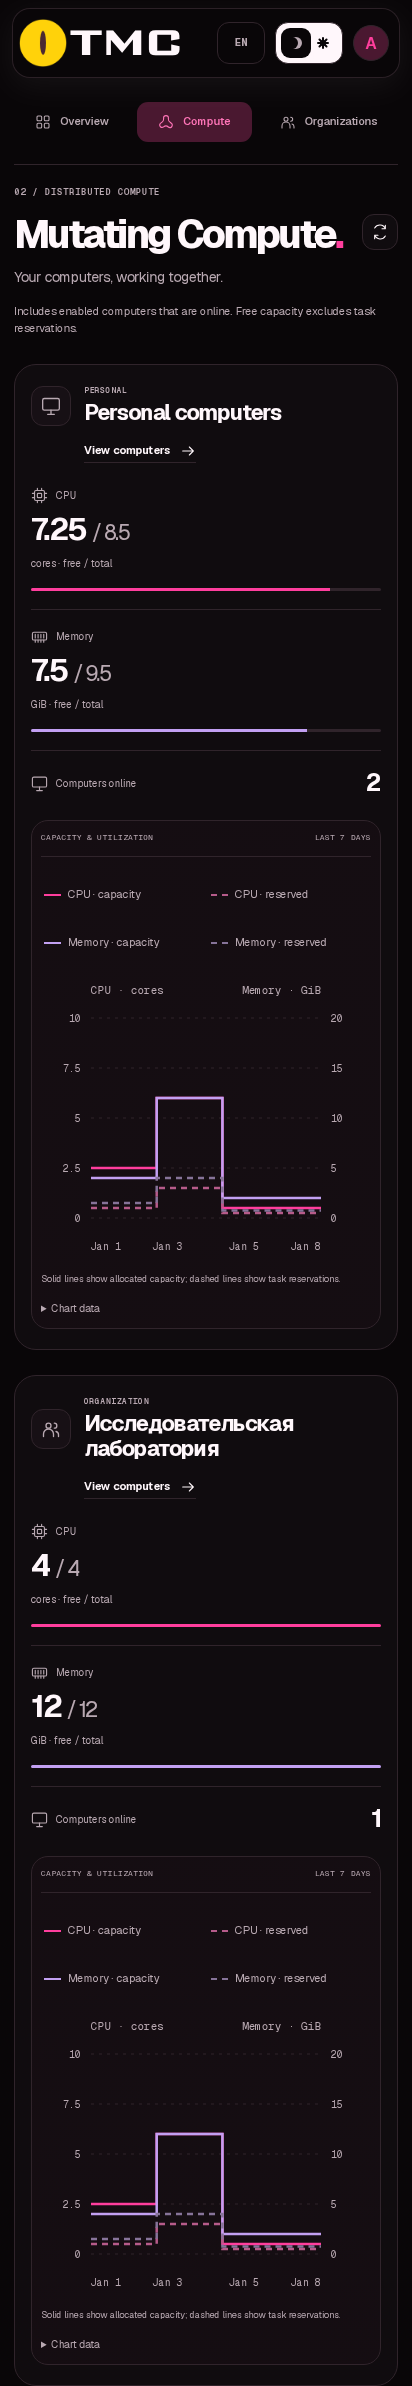 TMC
EN
A
Overview
Compute
Organizations
02 / DISTRIBUTED COMPUTE
Mutating Compute.
Your computers, working together.
Includes enabled computers that are online. Free capacity excludes task
reservations.
PERSONAL
Personal computers
View computers →
CPU
7.25 / 8.5
cores · free / total
Memory
7.5 / 9.5
GiB · free / total
Computers online 2
CAPACITY & UTILIZATION LAST 7 DAYS
CPU · capacity CPU · reserved
Memory · capacity Memory · reserved
CPU · cores Memory · GiB
10 20
7.5 15
5 10
2.5 5
0 0
Jan 1 Jan 3 Jan 5 Jan 8
Solid lines show allocated capacity; dashed lines show task reservations.
▶ Chart data
ORGANIZATION
Исследовательская
лаборатория
View computers →
CPU
4 / 4
cores · free / total
Memory
12 / 12
GiB · free / total
Computers online 1
CAPACITY & UTILIZATION LAST 7 DAYS
CPU · capacity CPU · reserved
Memory · capacity Memory · reserved
CPU · cores Memory · GiB
10 20
7.5 15
5 10
2.5 5
0 0
Jan 1 Jan 3 Jan 5 Jan 8
Solid lines show allocated capacity; dashed lines show task reservations.
▶ Chart data